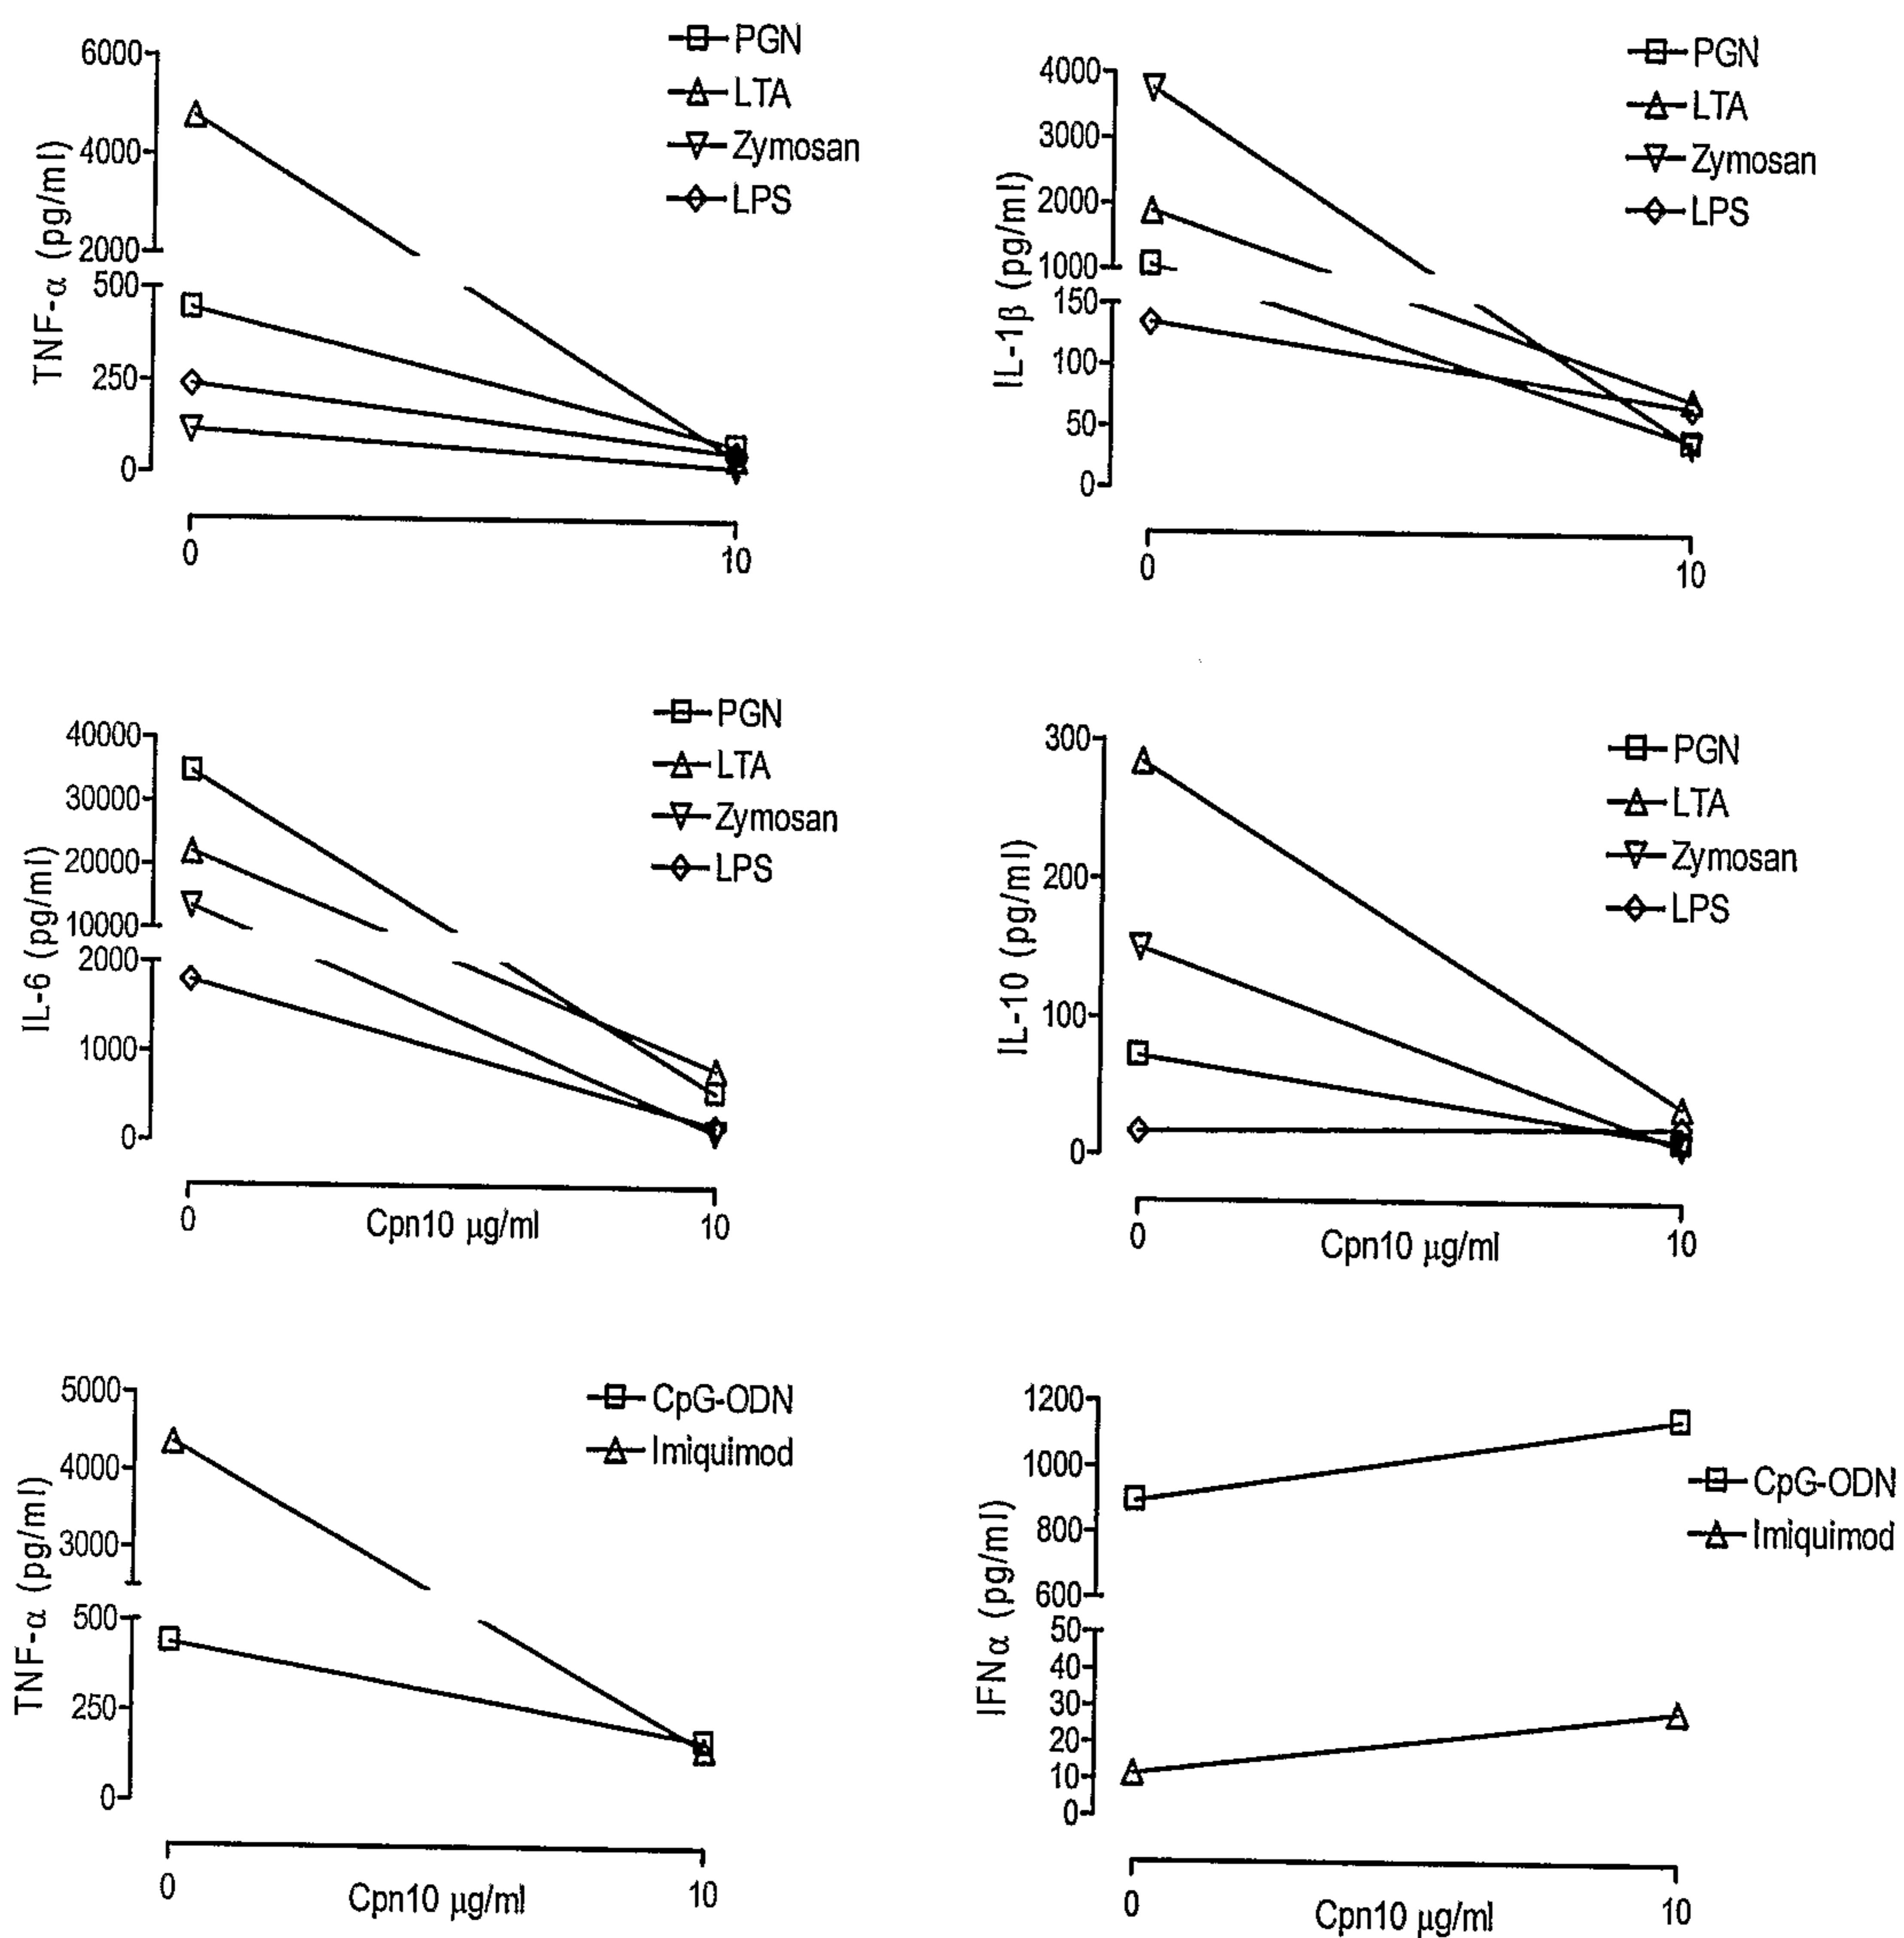 PGN
LTA
Zymosan
LPS
TNF-α (pg/ml)
6000
4000
2000
500
250
0
0
10
PGN
LTA
Zymosan
LPS
IL-1β (pg/ml)
4000
3000
2000
1000
150
100
50
0
0
10
PGN
LTA
Zymosan
LPS
IL-6 (pg/ml)
40000
30000
20000
10000
2000
1000
0
0
10
Cpn10 µg/ml
PGN
LTA
Zymosan
LPS
IL-10 (pg/ml)
300
200
100
0
0
10
Cpn10 µg/ml
CpG-ODN
Imiquimod
TNF-α (pg/ml)
5000
4000
3000
500
250
0
0
10
Cpn10 µg/ml
CpG-ODN
Imiquimod
IFNα (pg/ml)
1200
1000
800
600
50
40
30
20
10
0
0
10
Cpn10 µg/ml